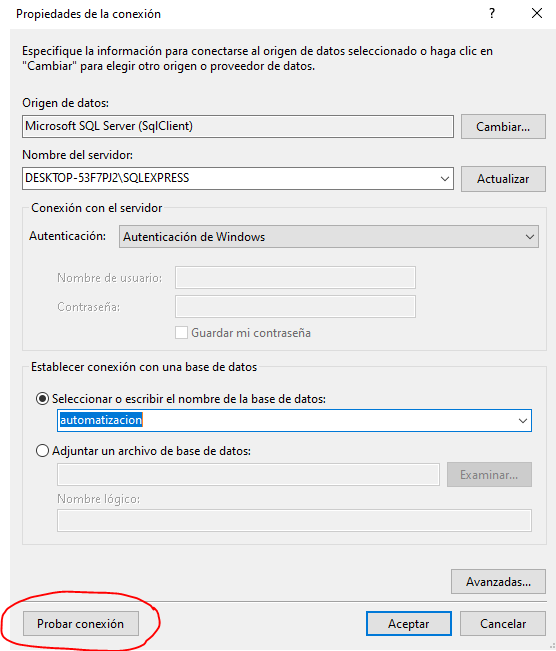 Propiedades de la conexión
Especifique la información para conectarse al origen de datos seleccionado o haga clic en
"Cambiar" para elegir otro origen o proveedor de datos.
Origen de datos:
Microsoft SQL Server (SqlClient)
Cambiar...
Nombre del servidor:
DESKTOP-53F7PJ2\SQLEXPRESS
Actualizar
Conexión con el servidor
Autenticación:
Autenticación de Windows
Nombre de usuario:
Contraseña:
Guardar mi contraseña
Establecer conexión con una base de datos
Seleccionar o escribir el nombre de la base de datos:
automatizacion
Adjuntar un archivo de base de datos:
Examinar...
Nombre lógico:
Avanzadas...
Probar conexión
Aceptar
Cancelar